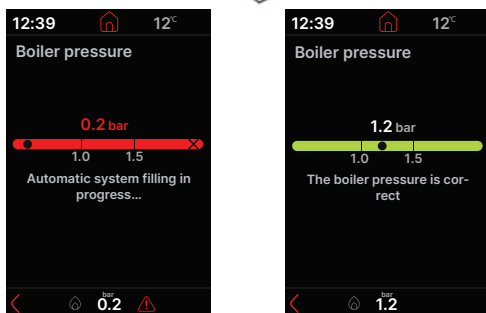 12:39
12°C
Boiler pressure
0.2 bar
1.0 1.5
Automatic system filling in
progress...
bar
0.2
12:39
12°C
Boiler pressure
1.2 bar
1.0 1.5
The boiler pressure is cor-
rect
bar
1.2